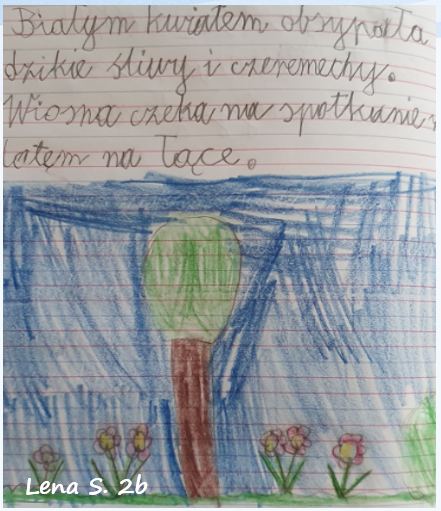 Białym kwiatem obsypała
dzikie śliwy i czeremchy.
Wiosna czeka na spotkanie z
latem na łące.
Lena S. 2b